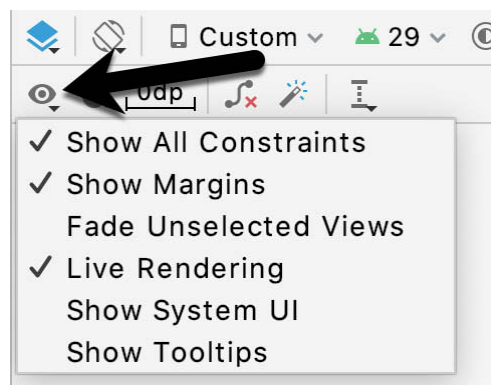 Custom 29
0dp
Show All Constraints
Show Margins
Fade Unselected Views
Live Rendering
Show System UI
Show Tooltips